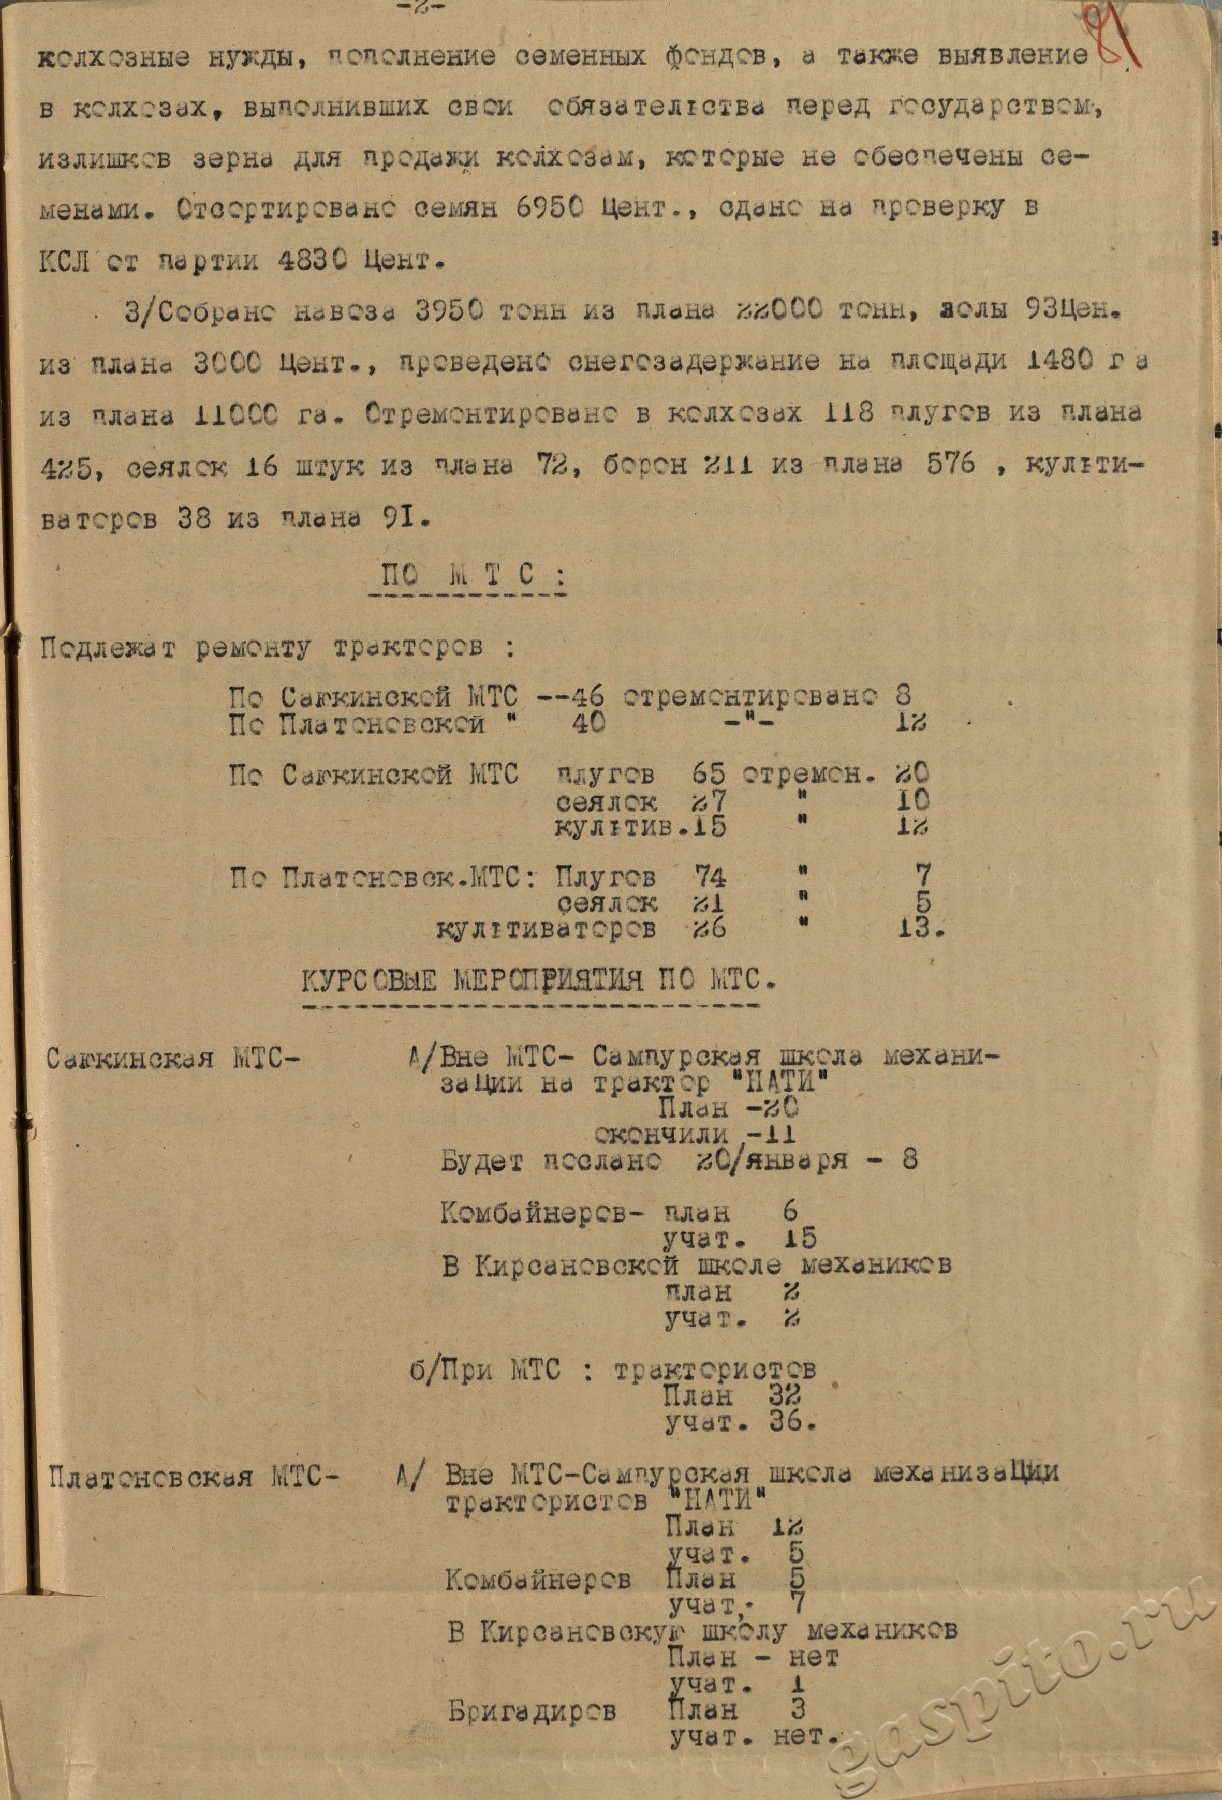 -2-
81
колхозные нужды, пополнение семенных фондов, а также выявление
в колхозах, выполнивших свои обязательства перед государством,
излишков зерна для продажи колхозам, которые не обеспечены се-
менами. Отсортировано семян 6950 Цент., сдано на проверку в
КСЛ от партии 4830 Цент.
3/Собрано навоза 3950 тонн из плана 22000 тонн, золы 93Цен.
из плана 3000 Цент., проведено снегозадержание на площади 1480 га
из плана 11000 га. Отремонтировано в колхозах 118 плугов из плана
425, сеялок 16 штук из плана 72, борон 211 из плана 576 , культи-
ваторов 38 из плана 91.
ПО М Т С :
Подлежат ремонту тракторов :
По Саюкинской МТС --46 отремонтировано 8
По Платоновской " 40 -"- 12
По Саюкинской МТС плугов 65 отремон. 20
сеялок 27 " 10
культив.15 " 12
По Платоновск.МТС: Плугов 74 " 7
сеялок 21 " 5
культиваторов 26 " 13.
КУРСОВЫЕ МЕРОПРИЯТИЯ ПО МТС.
Саюкинская МТС- А/Вне МТС- Сампурская школа механи-
зации на трактор "НАТИ"
План -20
окончили -11
Будет послано 20/января - 8
Комбайнеров- план 6
учат. 15
В Кирсановской школе механиков
план 2
учат. 2
б/При МТС : трактористов
План 32
учат. 36.
Платоновская МТС- А/ Вне МТС-Сампурская школа механизации
трактористов "НАТИ"
План 12
учат. 5
Комбайнеров План 5
учат. 7
В Кирсановскую школу механиков
План - нет
учат. 1
Бригадиров План 3
учат. нет.
gaspito.ru